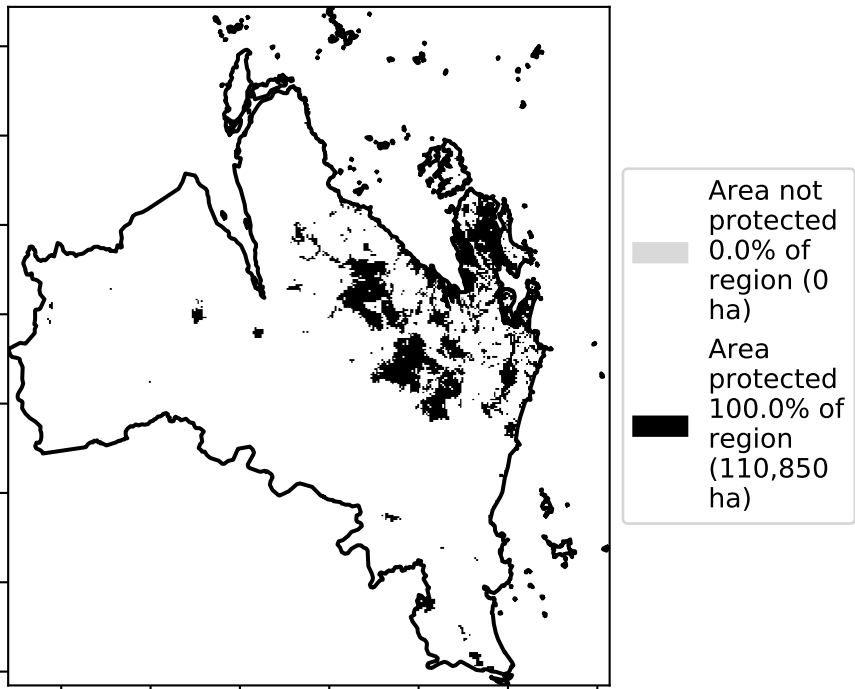 Area not
protected
0.0% of
region (0
ha)
Area
protected
100.0% of
region
(110,850
ha)